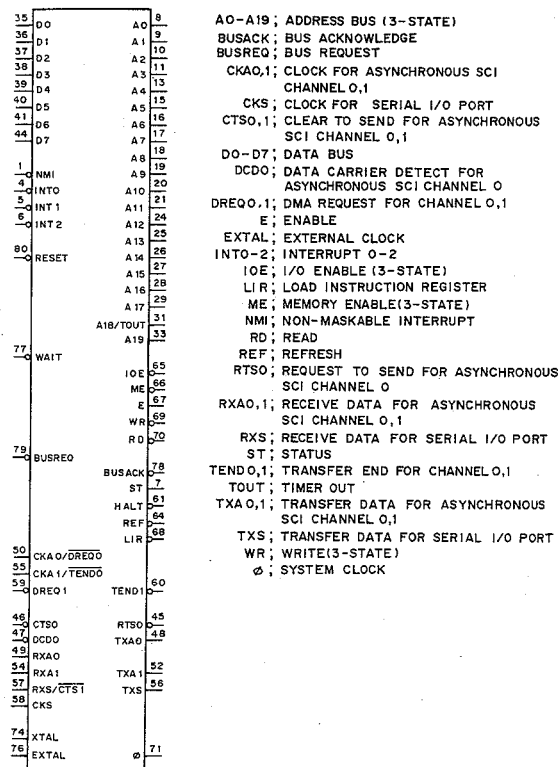 35 D0 A0 8
36 D1 A1 9
37 D2 A2 10
38 D3 A3 11
39 D4 A4 13
40 D5 A5 15
41 D6 A6 16
44 D7 A7 17
A8 18
1 NMI A9 19
4 INT0 A10 20
5 INT1 A11 21
6 INT2 A12 24
A13 25
80 RESET A14 26
A15 27
A16 28
A17 29
A18/TOUT 31
A19 33
77 WAIT
IOE 65
ME 66
E 67
WR 69
RD 70
79 BUSREQ
BUSACK 78
ST 7
HALT 61
REF 64
LIR 68
50 CKA0/DREQ0
55 CKA1/TEND0
59 DREQ1 TEND1 60
46 CTS0 RTS0 45
47 DCD0 TXA0 48
49 RXA0
54 RXA1 TXA1 52
57 RXS/CTS1 TXS 56
58 CKS
74 XTAL
76 EXTAL ø 71
A0-A19; ADDRESS BUS (3-STATE)
BUSACK; BUS ACKNOWLEDGE
BUSREQ; BUS REQUEST
CKA0,1; CLOCK FOR ASYNCHRONOUS SCI
CHANNEL 0,1
CKS; CLOCK FOR SERIAL I/O PORT
CTS0,1; CLEAR TO SEND FOR ASYNCHRONOUS
SCI CHANNEL 0,1
D0-D7; DATA BUS
DCD0; DATA CARRIER DETECT FOR
ASYNCHRONOUS SCI CHANNEL 0
DREQ0,1; DMA REQUEST FOR CHANNEL 0,1
E; ENABLE
EXTAL; EXTERNAL CLOCK
INT0-2; INTERRUPT 0-2
IOE; I/O ENABLE (3-STATE)
LIR; LOAD INSTRUCTION REGISTER
ME; MEMORY ENABLE(3-STATE)
NMI; NON-MASKABLE INTERRUPT
RD; READ
REF; REFRESH
RTS0; REQUEST TO SEND FOR ASYNCHRONOUS
SCI CHANNEL 0
RXA0,1; RECEIVE DATA FOR ASYNCHRONOUS
SCI CHANNEL 0,1
RXS; RECEIVE DATA FOR SERIAL I/O PORT
ST; STATUS
TEND0,1; TRANSFER END FOR CHANNEL 0,1
TOUT; TIMER OUT
TXA0,1; TRANSFER DATA FOR ASYNCHRONOUS
SCI CHANNEL 0,1
TXS; TRANSFER DATA FOR SERIAL I/O PORT
WR; WRITE(3-STATE)
ø; SYSTEM CLOCK